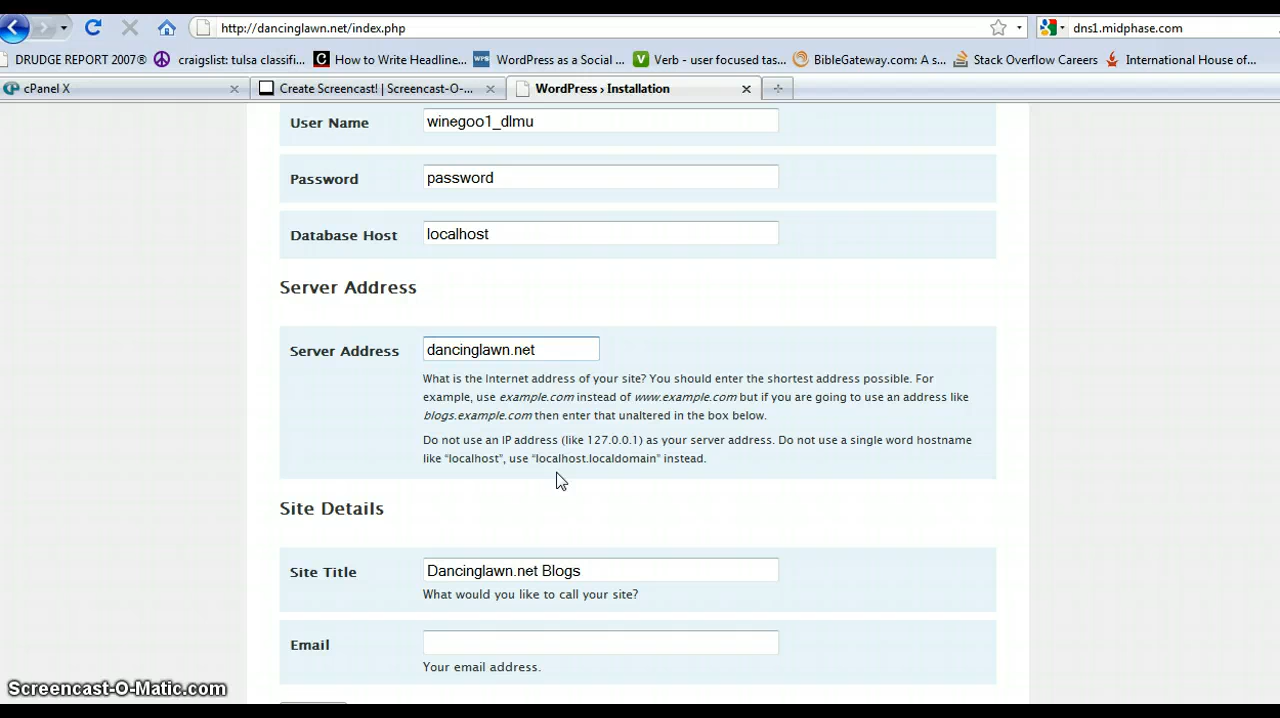 http://dancinglawn.net/index.php
dns1.midphase.com
DRUDGE REPORT 2007®
craigslist: tulsa classifi...
How to Write Headline...
WordPress as a Social ...
Verb - user focused tas...
BibleGateway.com: A s...
Stack Overflow Careers
International House of...
cPanel X
Create Screencast! | Screencast-O-...
WordPress › Installation
User Name
winegoo1_dlmu
Password
password
Database Host
localhost
Server Address
Server Address
dancinglawn.net
What is the Internet address of your site? You should enter the shortest address possible. For
example, use example.com instead of www.example.com but if you are going to use an address like
blogs.example.com then enter that unaltered in the box below.
Do not use an IP address (like 127.0.0.1) as your server address. Do not use a single word hostname
like “localhost”, use “localhost.localdomain” instead.
Site Details
Site Title
Dancinglawn.net Blogs
What would you like to call your site?
Email
Your email address.
Screencast-O-Matic.com